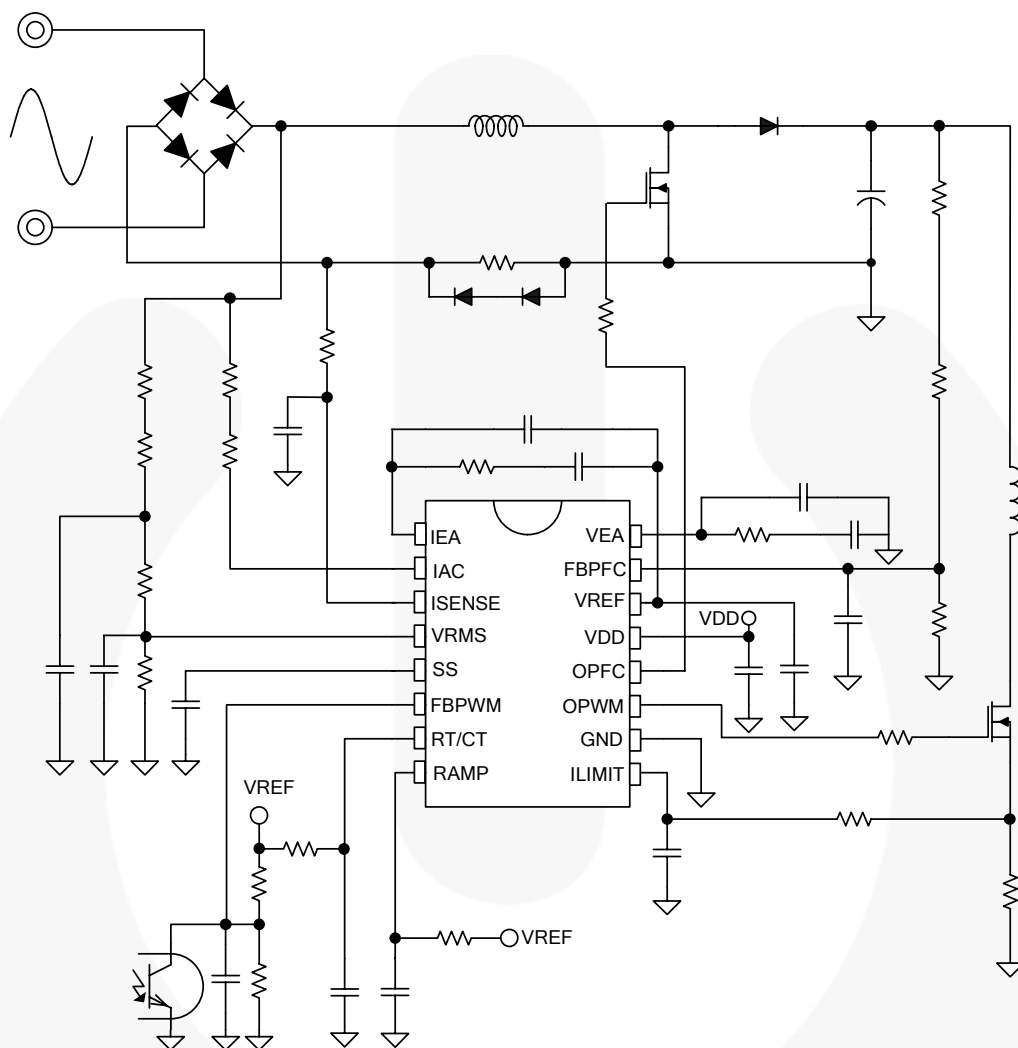 IEA
IAC
ISENSE
VRMS
SS
FBPWM
RT/CT
RAMP
VEA
FBPFC
VREF
VDD
OPFC
OPWM
GND
ILIMIT
VDD
VREF
VREF